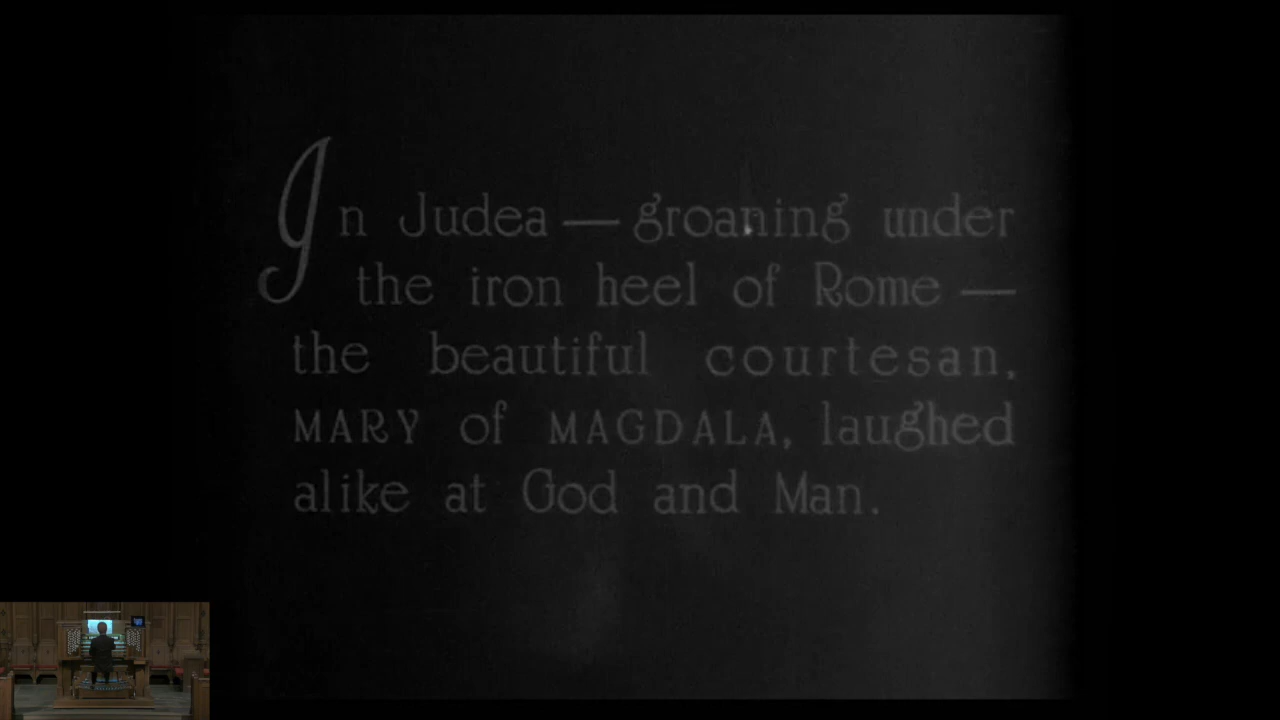 In Judea — groaning under
the iron heel of Rome —
the beautiful courtesan,
MARY of MAGDALA, laughed
alike at God and Man.